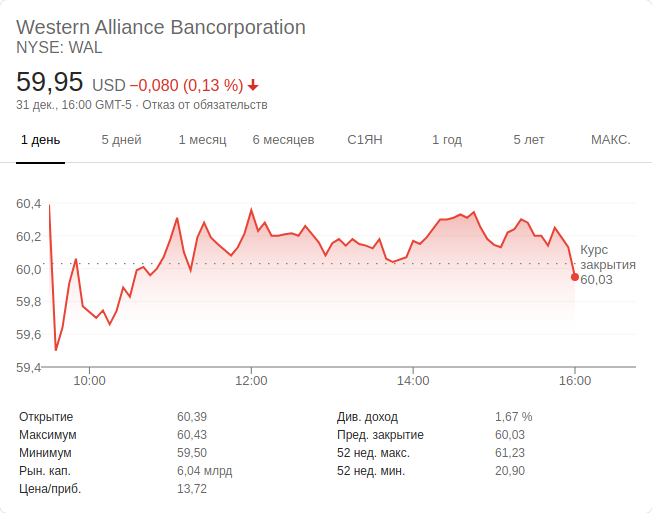 Western Alliance Bancorporation
NYSE: WAL
59,95 USD −0,080 (0,13 %)
31 дек., 16:00 GMT-5 · Отказ от обязательств
1 день 5 дней 1 месяц 6 месяцев С1ЯН 1 год 5 лет МАКС.
60,4
60,2
60,0
59,8
59,6
59,4
Курс
закрытия
60,03
10:00 12:00 14:00 16:00
Открытие 60,39
Максимум 60,43
Минимум 59,50
Рын. кап. 6,04 млрд
Цена/приб. 13,72
Див. доход 1,67 %
Пред. закрытие 60,03
52 нед. макс. 61,23
52 нед. мин. 20,90